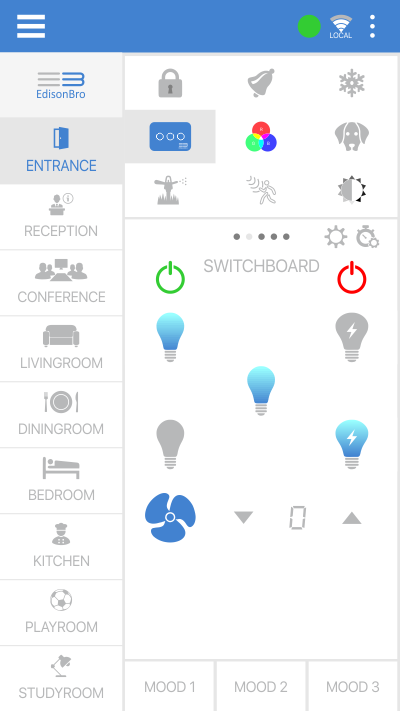 LOCAL
EdisonBro
ENTRANCE
RECEPTION
CONFERENCE
LIVINGROOM
DININGROOM
BEDROOM
KITCHEN
PLAYROOM
STUDYROOM
SWITCHBOARD
0
MOOD 1
MOOD 2
MOOD 3